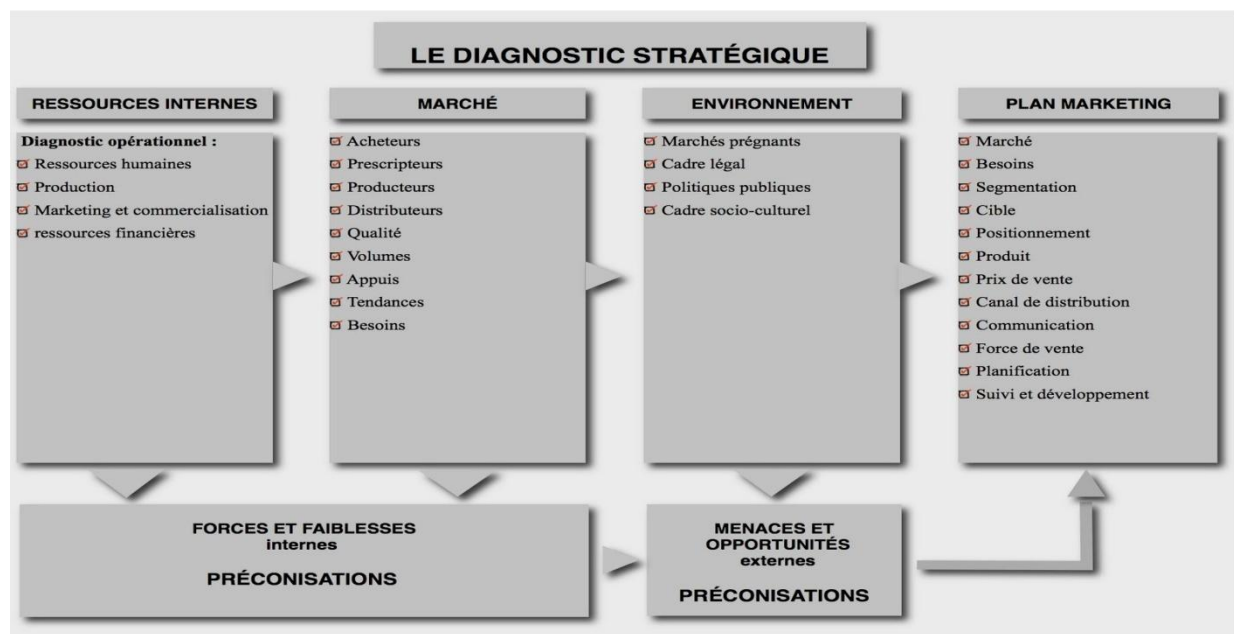 LE DIAGNOSTIC STRATÉGIQUE
RESSOURCES INTERNES
Diagnostic opérationnel :
Ressources humaines
Production
Marketing et commercialisation
ressources financières
MARCHÉ
Acheteurs
Prescripteurs
Producteurs
Distributeurs
Qualité
Volumes
Appuis
Tendances
Besoins
ENVIRONNEMENT
Marchés prégnants
Cadre légal
Politiques publiques
Cadre socio-culturel
PLAN MARKETING
Marché
Besoins
Segmentation
Cible
Positionnement
Produit
Prix de vente
Canal de distribution
Communication
Force de vente
Planification
Suivi et développement
FORCES ET FAIBLESSES
internes
PRÉCONISATIONS
MENACES ET
OPPORTUNITÉS
externes
PRÉCONISATIONS